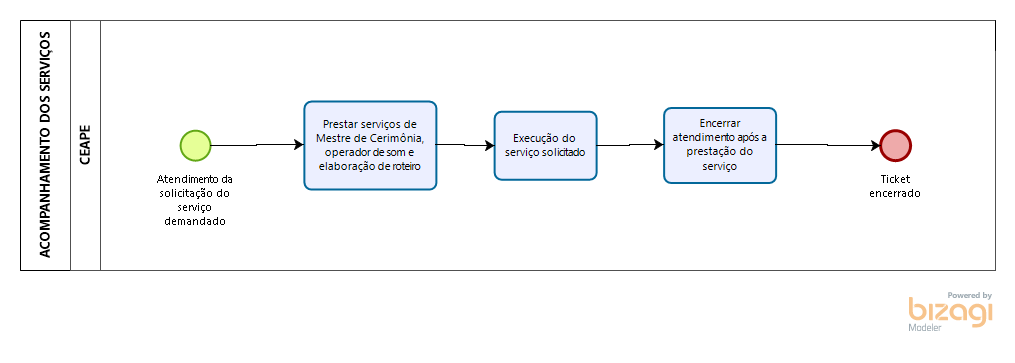 ACOMPANHAMENTO DOS SERVIÇOS
CEAPE
Atendimento da
solicitação do
serviço
demandado
Prestar serviços de
Mestre de Cerimônia,
operador de som e
elaboração de roteiro
Execução do
serviço solicitado
Encerrar
atendimento após a
prestação do
serviço
Ticket
encerrado
Powered by
bizagi
Modeler